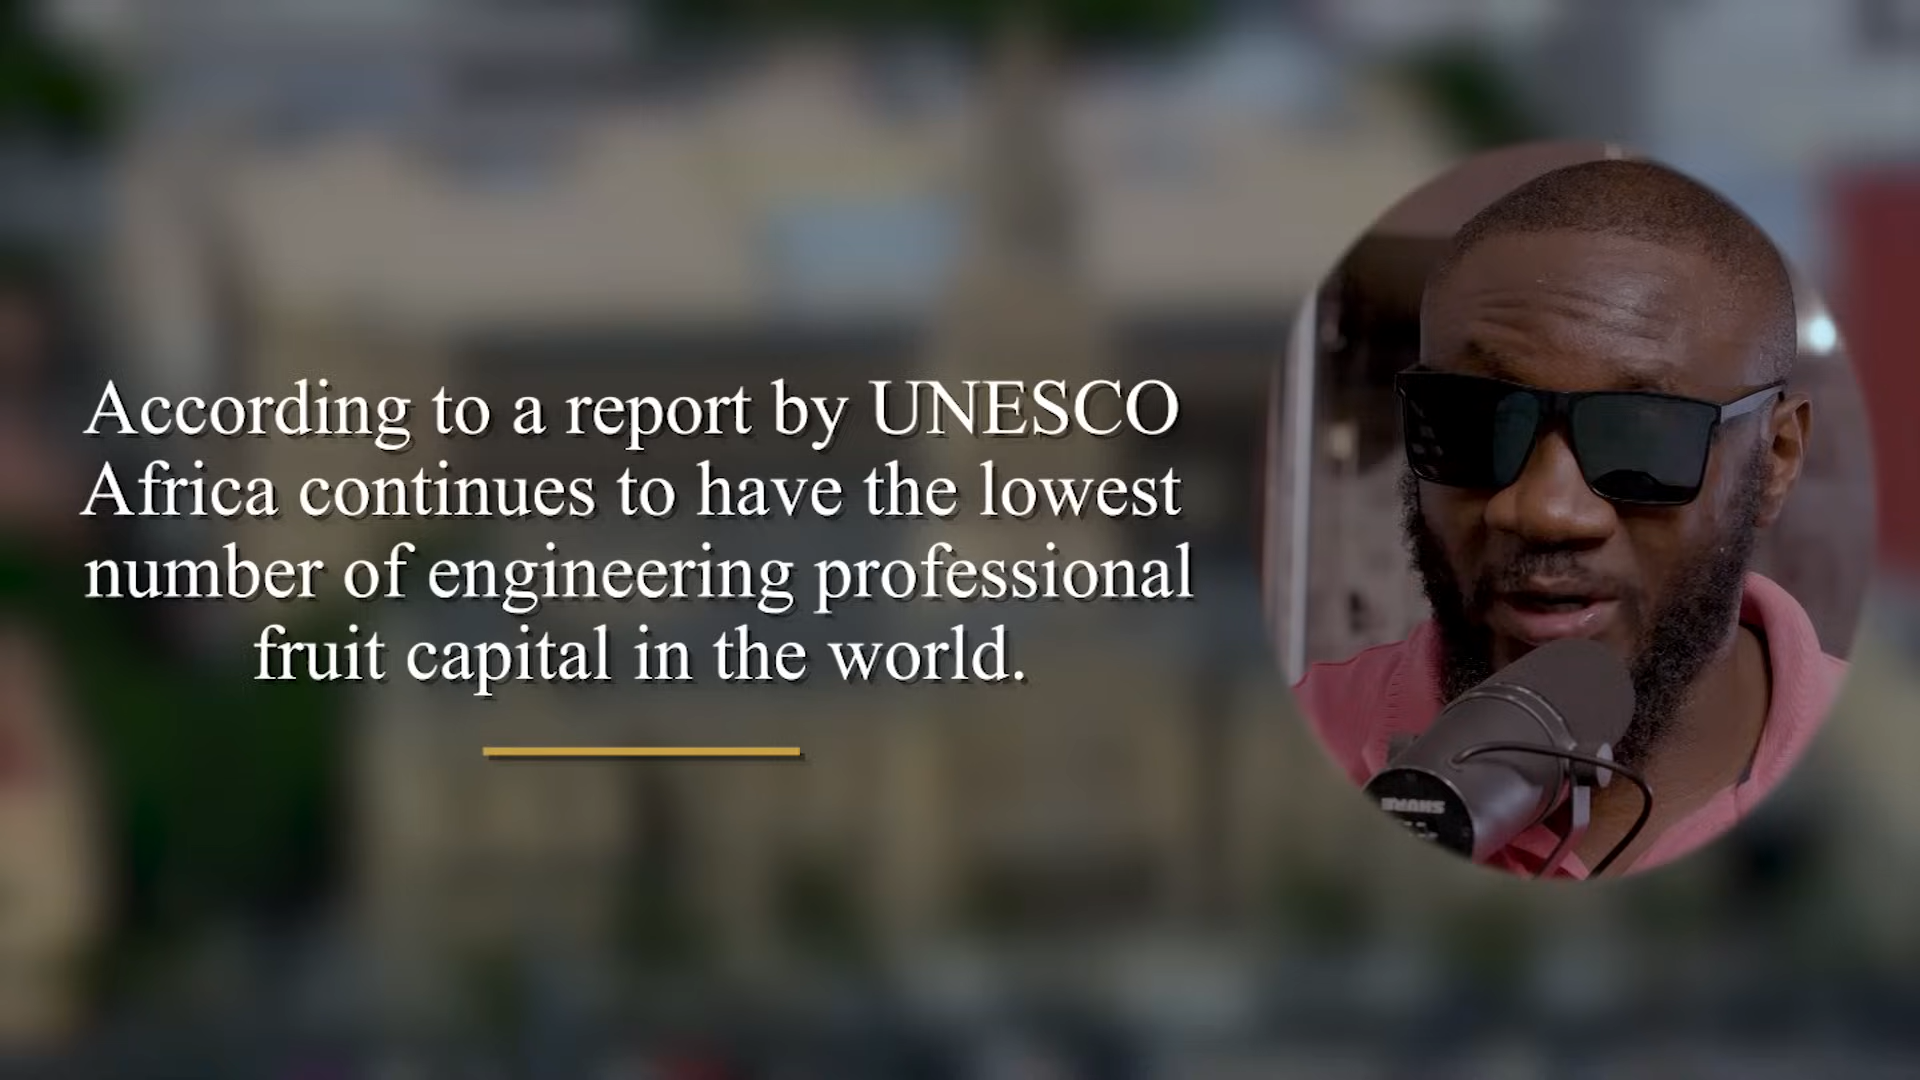 According to a report by UNESCO
Africa continues to have the lowest
number of engineering professional
fruit capital in the world.
SHURE